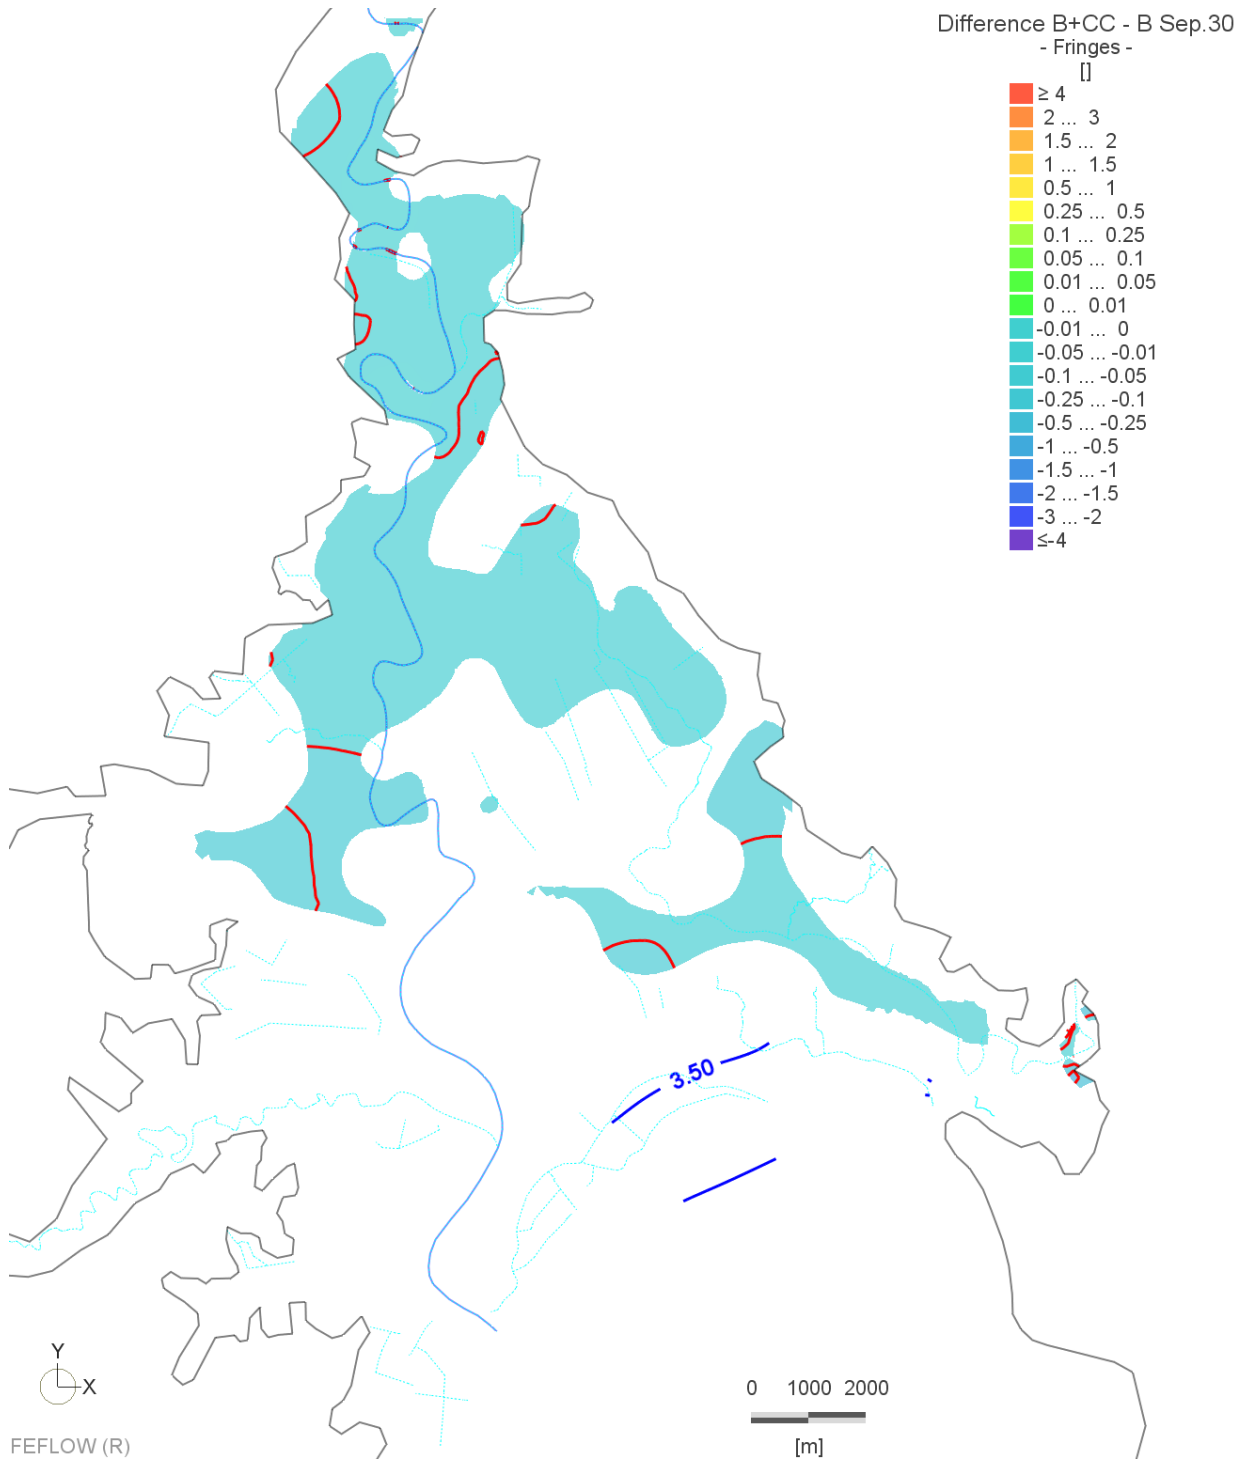 Difference B+CC - B Sep.30
- Fringes -
[]
≥ 4
2 ... 3
1.5 ... 2
1 ... 1.5
0.5 ... 1
0.25 ... 0.5
0.1 ... 0.25
0.05 ... 0.1
0.01 ... 0.05
0 ... 0.01
-0.01 ... 0
-0.05 ... -0.01
-0.1 ... -0.05
-0.25 ... -0.1
-0.5 ... -0.25
-1 ... -0.5
-1.5 ... -1
-2 ... -1.5
-3 ... -2
≤-4
3.50
Y
X
0 1000 2000
[m]
FEFLOW (R)